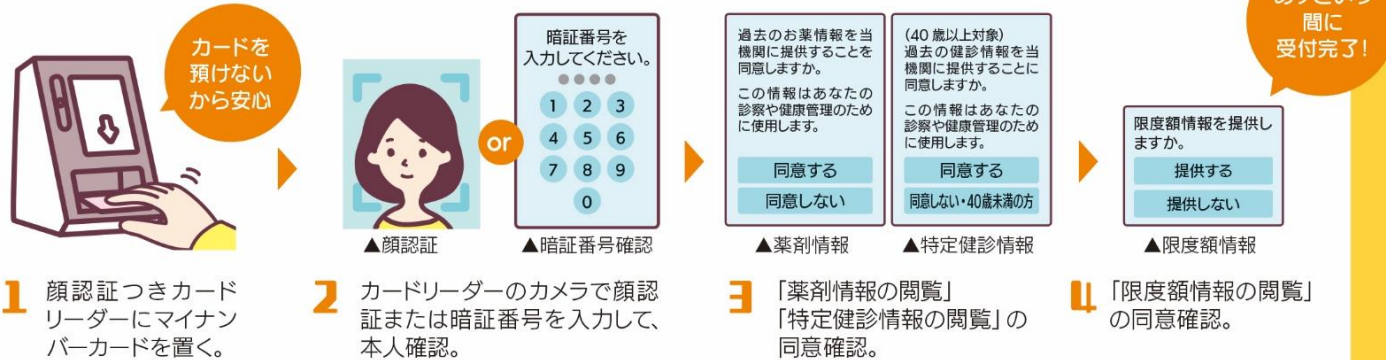 カードを
預けない
から安心
暗証番号を
入力してください。
1 2 3
4 5 6
7 8 9
0
or
▲顔認証
▲暗証番号確認
過去のお薬情報を当
機関に提供することを
同意しますか。
この情報はあなたの
診察や健康管理のため
に使用します。
同意する
同意しない
▲薬剤情報
(40歳以上対象)
過去の健診情報を当
機関に提供することに
同意しますか。
この情報はあなたの
診察や健康管理のため
に使用します。
同意する
同意しない・40歳未満の方
▲特定健診情報
間に
受付完了!
限度額情報を提供し
ますか。
提供する
提供しない
▲限度額情報
1 顔認証つきカード
リーダーにマイナン
バーカードを置く。
2 カードリーダーのカメラで顔認
証または暗証番号を入力して、
本人確認。
3 「薬剤情報の閲覧」
「特定健診情報の閲覧」の
同意確認。
4 「限度額情報の閲覧」
の同意確認。